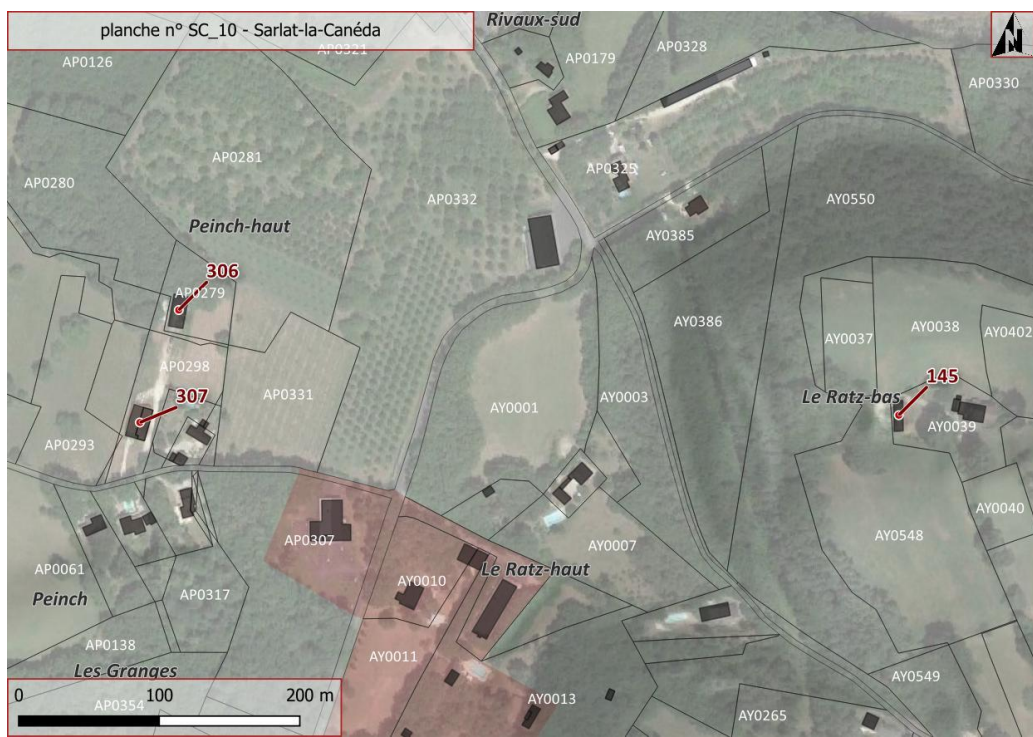 planche n° SC_10 - Sarlat-la-Canéda
Rivaux-sud
N
AP0126
AP0321
AP0179
AP0328
AP0330
AP0281
AP0280
AP0325
AP0332
AY0550
Peinch-haut
AY0385
306
AP0279
AY0386
AY0037
AY0038
AY0402
AP0298
145
307
AP0331
AY0001
AY0003
Le Ratz-bas
AY0039
AP0293
AY0040
AP0307
AY0548
AY0007
AP0061
Le Ratz-haut
AY0010
Peinch
AP0317
AP0138
AY0011
Les Granges
AY0549
0 100 200 m
AP0354
AY0013
AY0265